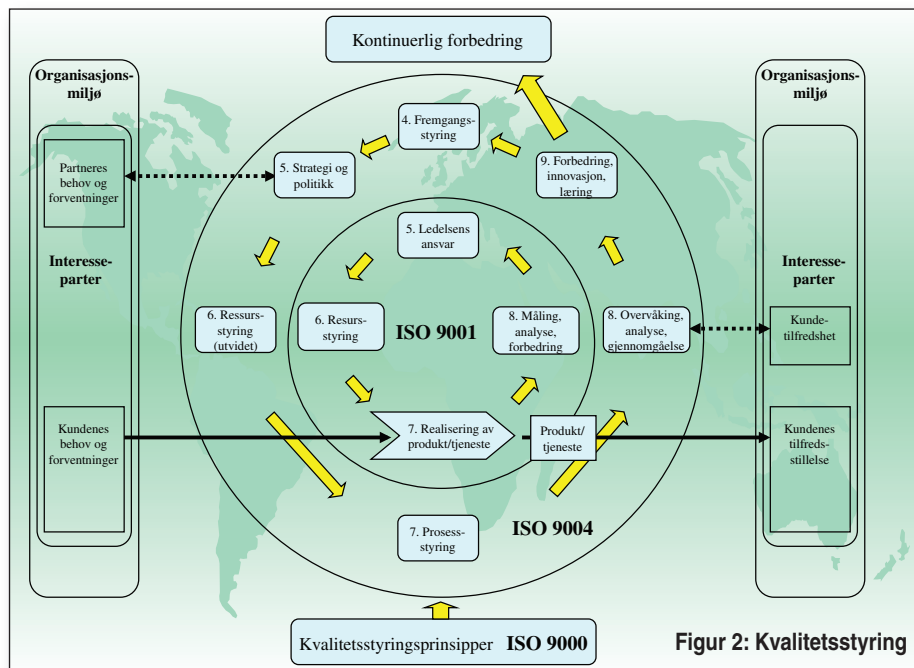 Kontinuerlig forbedring
Organisasjons-
miljø
Partneres
behov og
forventninger
Interesse-
parter
Kundenes
behov og
forventninger
4. Fremgangs-
styring
5. Strategi og
politikk
9. Forbedring,
innovasjon,
læring
5. Ledelsens
ansvar
6. Ressurs-
styring
(utvidet)
6. Resurs-
styring
ISO 9001
8. Måling,
analyse,
forbedring
8. Overvåking,
analyse,
gjennomgåelse
7. Realisering av
produkt/tjeneste
Produkt/
tjeneste
7. Prosess-
styring
ISO 9004
Organisasjons-
miljø
Interesse-
parter
Kunde-
tilfredshet
Kundenes
tilfreds-
stillelse
Kvalitetsstyringsprinsipper ISO 9000
Figur 2: Kvalitetsstyring